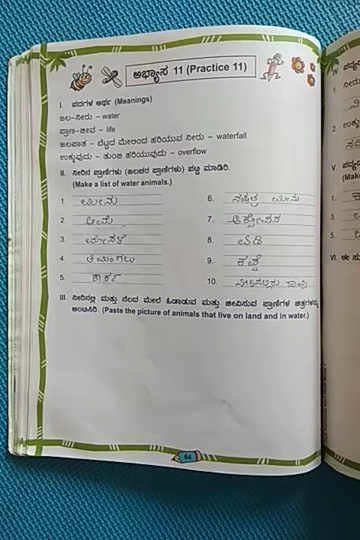 ಅಭ್ಯಾಸ 11 (Practice 11)
I. ಪದಗಳ ಅರ್ಥ (Meanings)
ಜಲ–ನೀರು – water
ಪ್ರಾಣ–ಜೀವ – life
ಜಲಪಾತ – ಬೆಟ್ಟದ ಮೇಲಿಂದ ಹರಿಯುವ ನೀರು – waterfall
ಉಕ್ಕುವುದು – ತುಂಬಿ ಹರಿಯುವುದು – overflow
II. ನೀರಿನ ಪ್ರಾಣಿಗಳು (ಜಲಚರ ಪ್ರಾಣಿಗಳು) ಪಟ್ಟಿ ಮಾಡಿರಿ.
(Make a list of water animals.)
1. ಮೀನು
2. ಆಮೆ
3. ಮೊಸಳೆ
4. ತಿಮಿಂಗಲು
5.
6. ನಕ್ಷತ್ರ ಮೀನು
7. ಆಕ್ಟೋಪಸ
8. ಏಡಿ
9. ಕಪ್ಪೆ
10. ಹಾವು
III. ನೀರಿನಲ್ಲಿ ಮತ್ತು ನೆಲದ ಮೇಲೆ ಓಡಾಡುವ ಮತ್ತು ಜೀವಿಸುವ ಪ್ರಾಣಿಗಳ ಚಿತ್ರಗಳನ್ನು
ಅಂಟಿಸಿರಿ. (Paste the picture of animals that live on land and in water.)
64